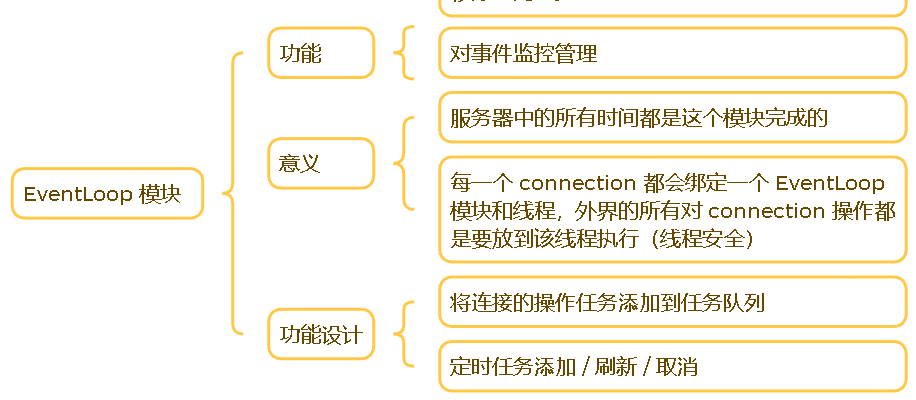 EventLoop 模块
功能
对事件监控管理
意义
服务器中的所有时间都是这个模块完成的
每一个 connection 都会绑定一个 EventLoop
模块和线程，外界的所有对 connection 操作都
是要放到该线程执行（线程安全）
功能设计
将连接的操作任务添加到任务队列
定时任务添加 / 刷新 / 取消